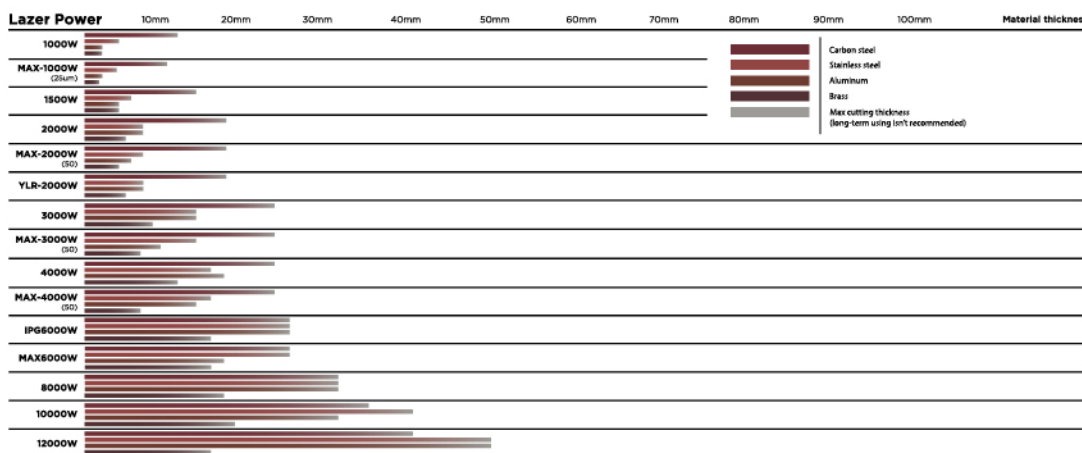 Lazer Power 10mm 20mm 30mm 40mm 50mm 60mm 70mm 80mm 90mm 100mm Material thicknes
1000W
MAX-1000W
(25um)
1500W
2000W
MAX-2000W
(50)
YLR-2000W
3000W
MAX-3000W
(50)
4000W
MAX-4000W
(50)
IPG6000W
MAX6000W
8000W
10000W
12000W
Carbon steel
Stainless steel
Aluminum
Brass
Max cutting thickness
(long-term using isn't recommended)